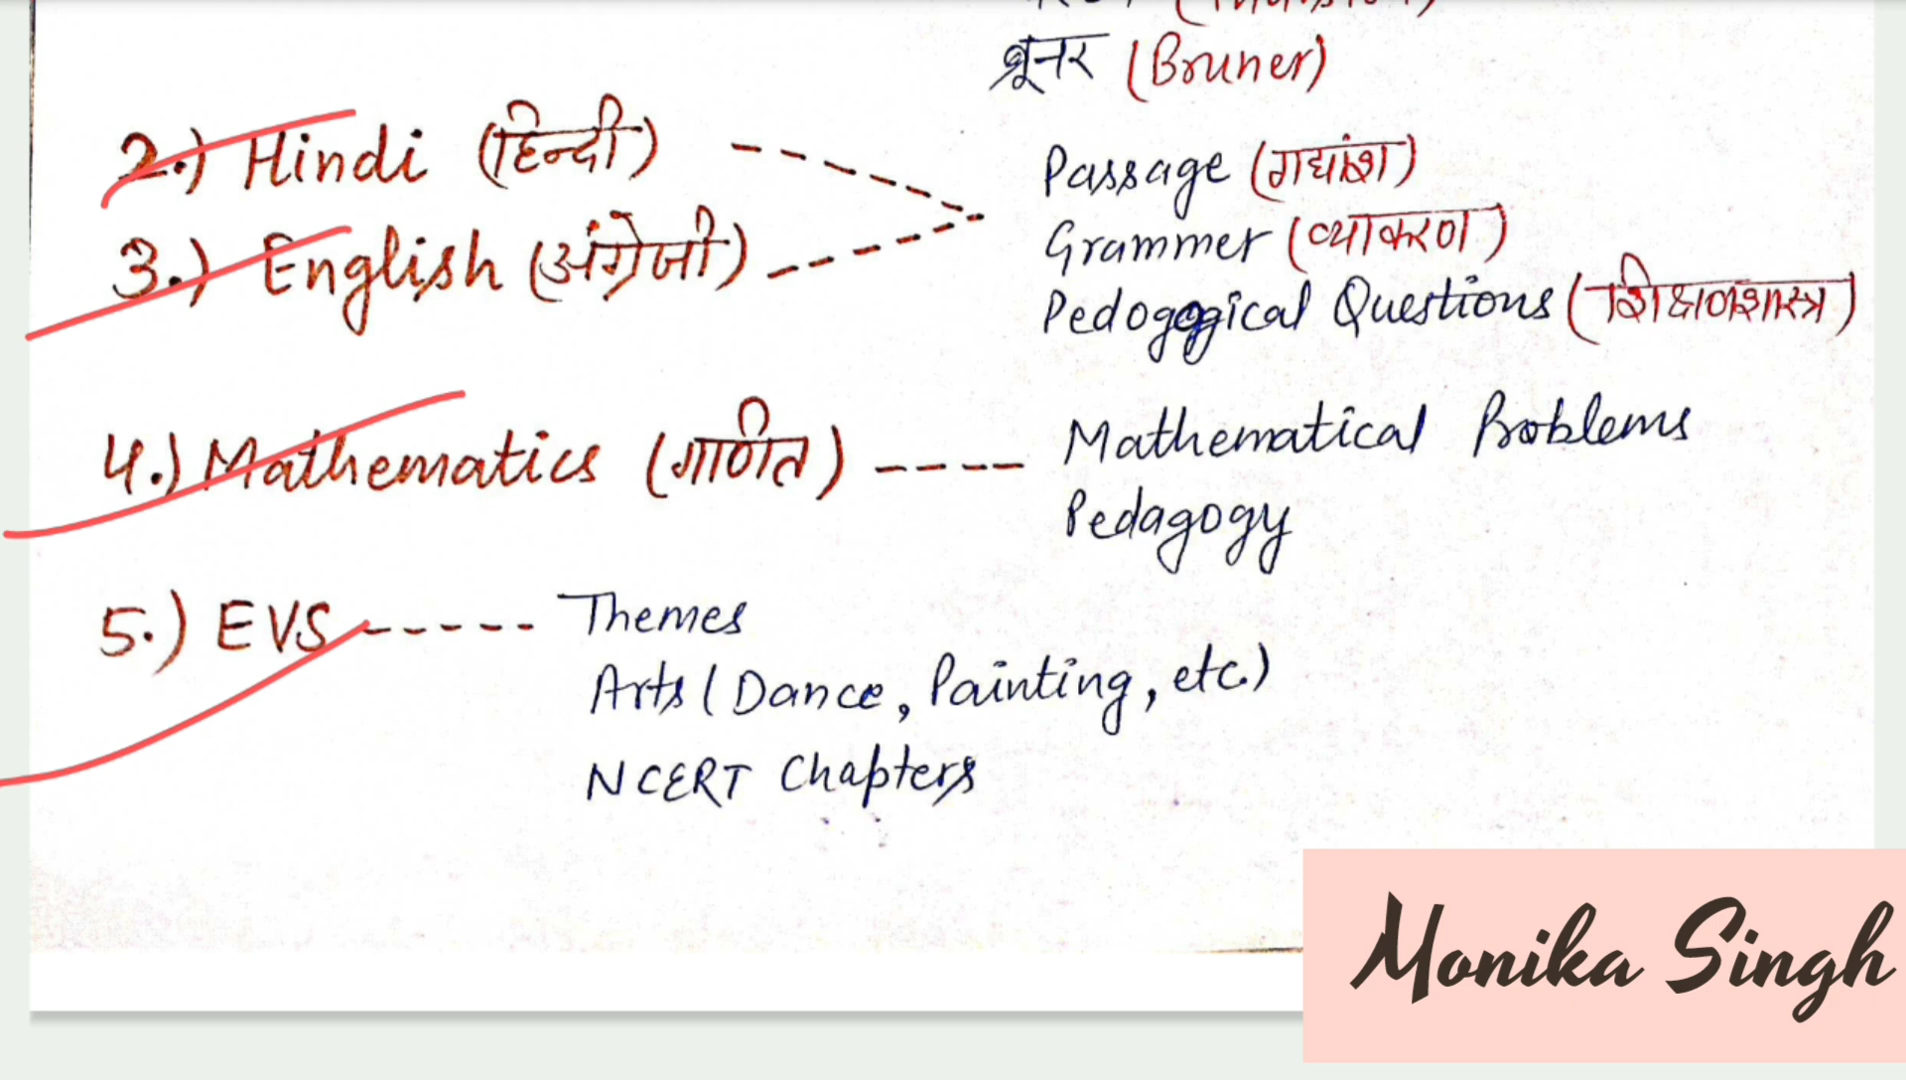 ब्रूनर (Bruner)
2.) Hindi (हिन्दी)
3.) English (अंग्रेजी)
Passage (गद्यांश)
Grammer (व्याकरण)
Pedogogical Questions (शिक्षणशास्त्र)
4.) Mathematics (गणित) ---- Mathematical Problems
Pedagogy
5.) EVS ----- Themes
Arts (Dance, Painting, etc.)
NCERT Chapters
Monika Singh